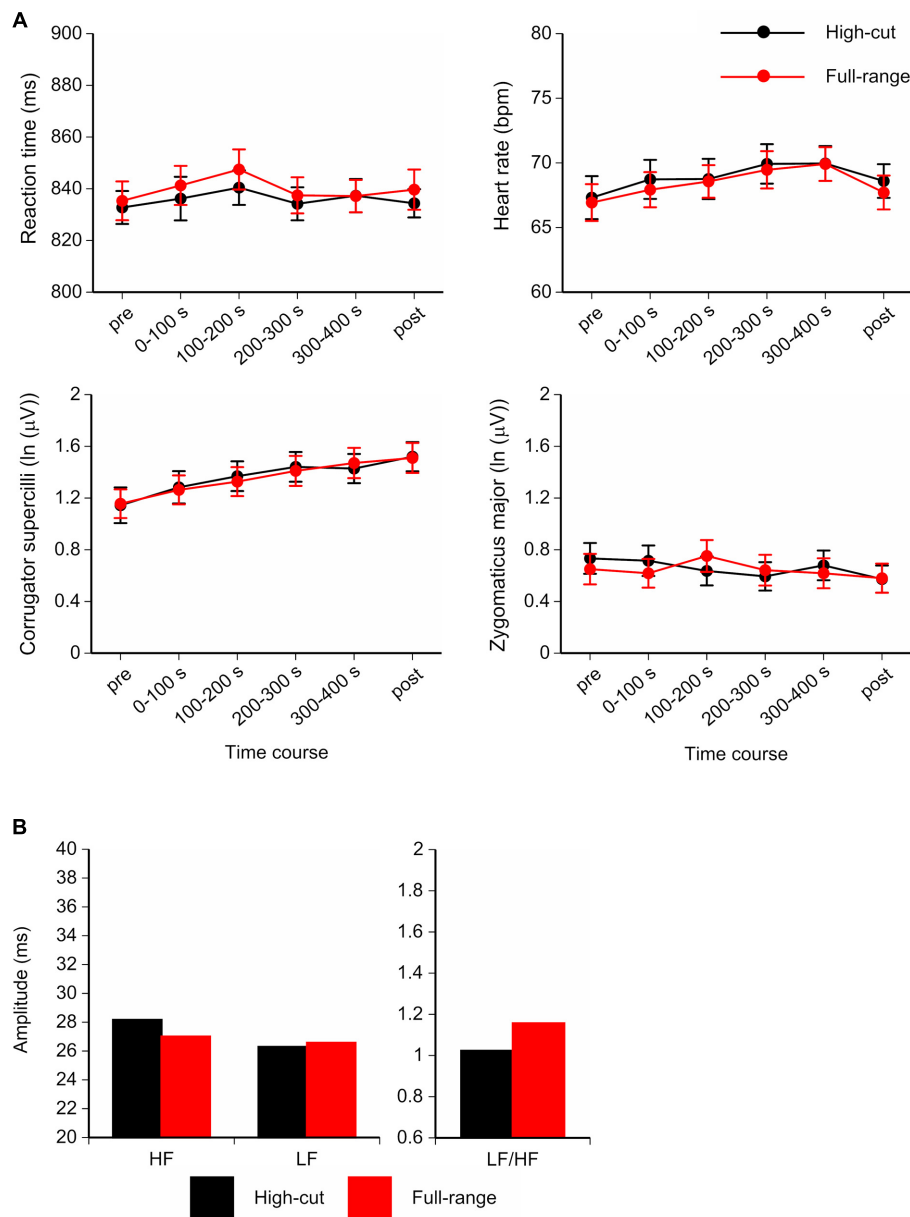 A
Reaction time (ms)
900
880
860
840
820
800
pre
0-100 s
100-200 s
200-300 s
300-400 s
post
Heart rate (bpm)
80
75
70
65
60
High-cut
Full-range
pre
0-100 s
100-200 s
200-300 s
300-400 s
post
Corrugator supercilli (ln (μV))
2
1.6
1.2
0.8
0.4
0
pre
0-100 s
100-200 s
200-300 s
300-400 s
post
Time course
Zygomaticus major (ln (μV))
2
1.6
1.2
0.8
0.4
0
pre
0-100 s
100-200 s
200-300 s
300-400 s
post
Time course
B
Amplitude (ms)
40
38
36
34
32
30
28
26
24
22
20
HF
LF
2
1.8
1.6
1.4
1.2
1
0.8
0.6
LF/HF
High-cut
Full-range